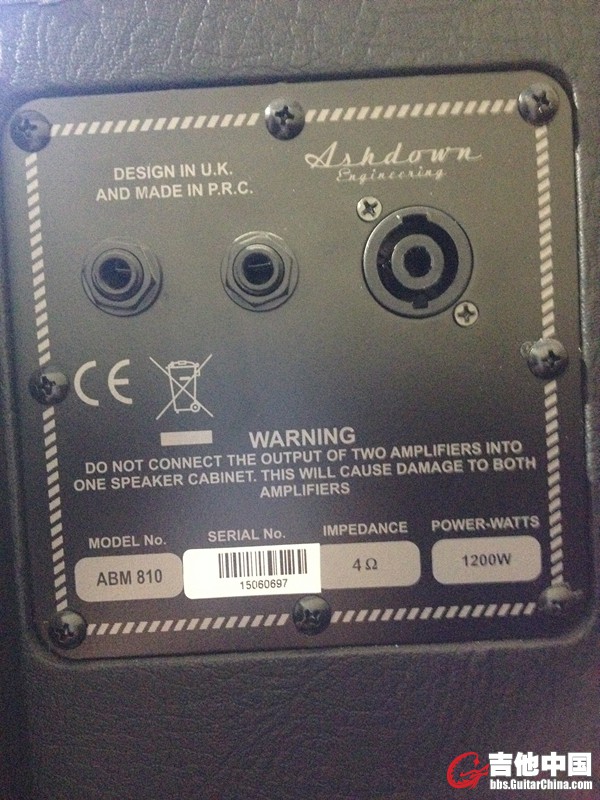 DESIGN IN U.K.
AND MADE IN P.R.C.
Ashdown
Engineering
CE
WARNING
DO NOT CONNECT THE OUTPUT OF TWO AMPLIFIERS INTO
ONE SPEAKER CABINET. THIS WILL CAUSE DAMAGE TO BOTH
AMPLIFIERS
MODEL No. SERIAL No. IMPEDANCE POWER-WATTS
ABM 810 15060697 4Ω 1200W
吉他中国
bbs.GuitarChina.com